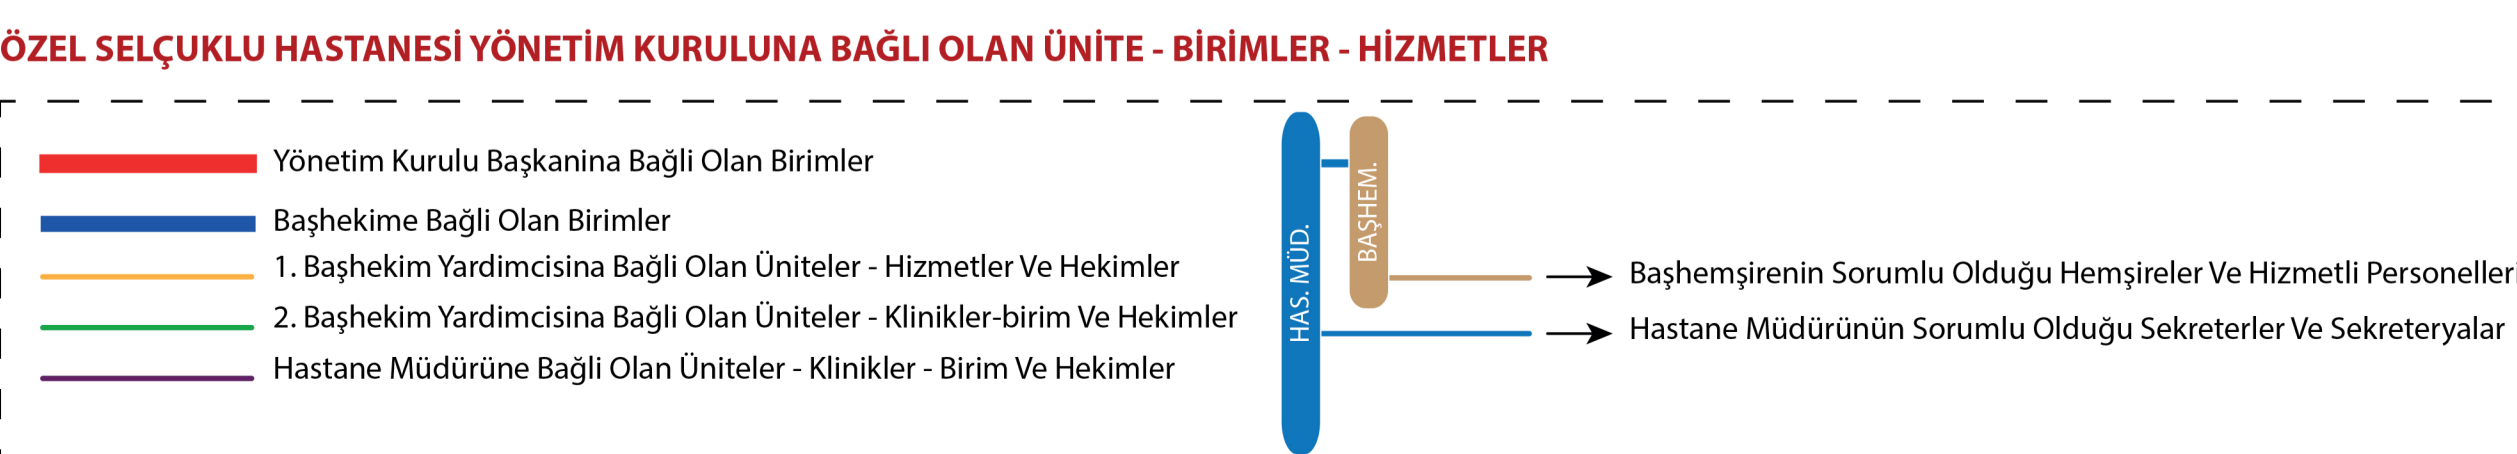 ÖZEL SELÇUKLU HASTANESİ YÖNETİM KURULUNA BAĞLI OLAN ÜNİTE - BİRİMLER - HİZMETLER
Yönetim Kurulu Başkanina Bağli Olan Birimler
Başhekime Bağli Olan Birimler
1. Başhekim Yardimcisina Bağli Olan Üniteler - Hizmetler Ve Hekimler
2. Başhekim Yardimcisina Bağli Olan Üniteler - Klinikler-birim Ve Hekimler
Hastane Müdürüne Bağli Olan Üniteler - Klinikler - Birim Ve Hekimler
HAS. MÜD.
BAŞHEM.
Başhemşirenin Sorumlu Olduğu Hemşireler Ve Hizmetli Personelleri
Hastane Müdürünün Sorumlu Olduğu Sekreterler Ve Sekreteryalar